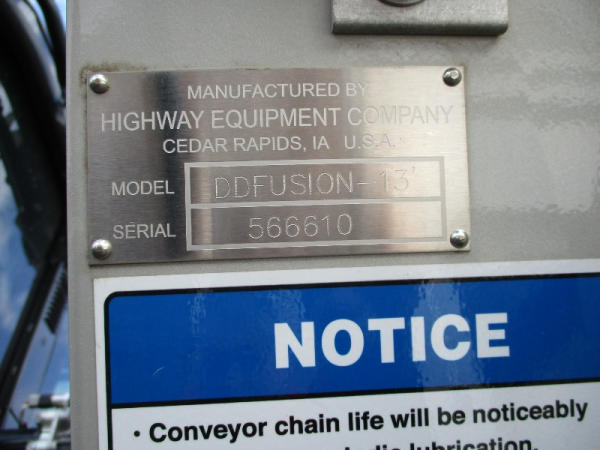 MANUFACTURED BY
HIGHWAY EQUIPMENT COMPANY
CEDAR RAPIDS, IA U.S.A.
MODEL DDFUSION-13'
SERIAL 566610
NOTICE
· Conveyor chain life will be noticeably
lubrication.